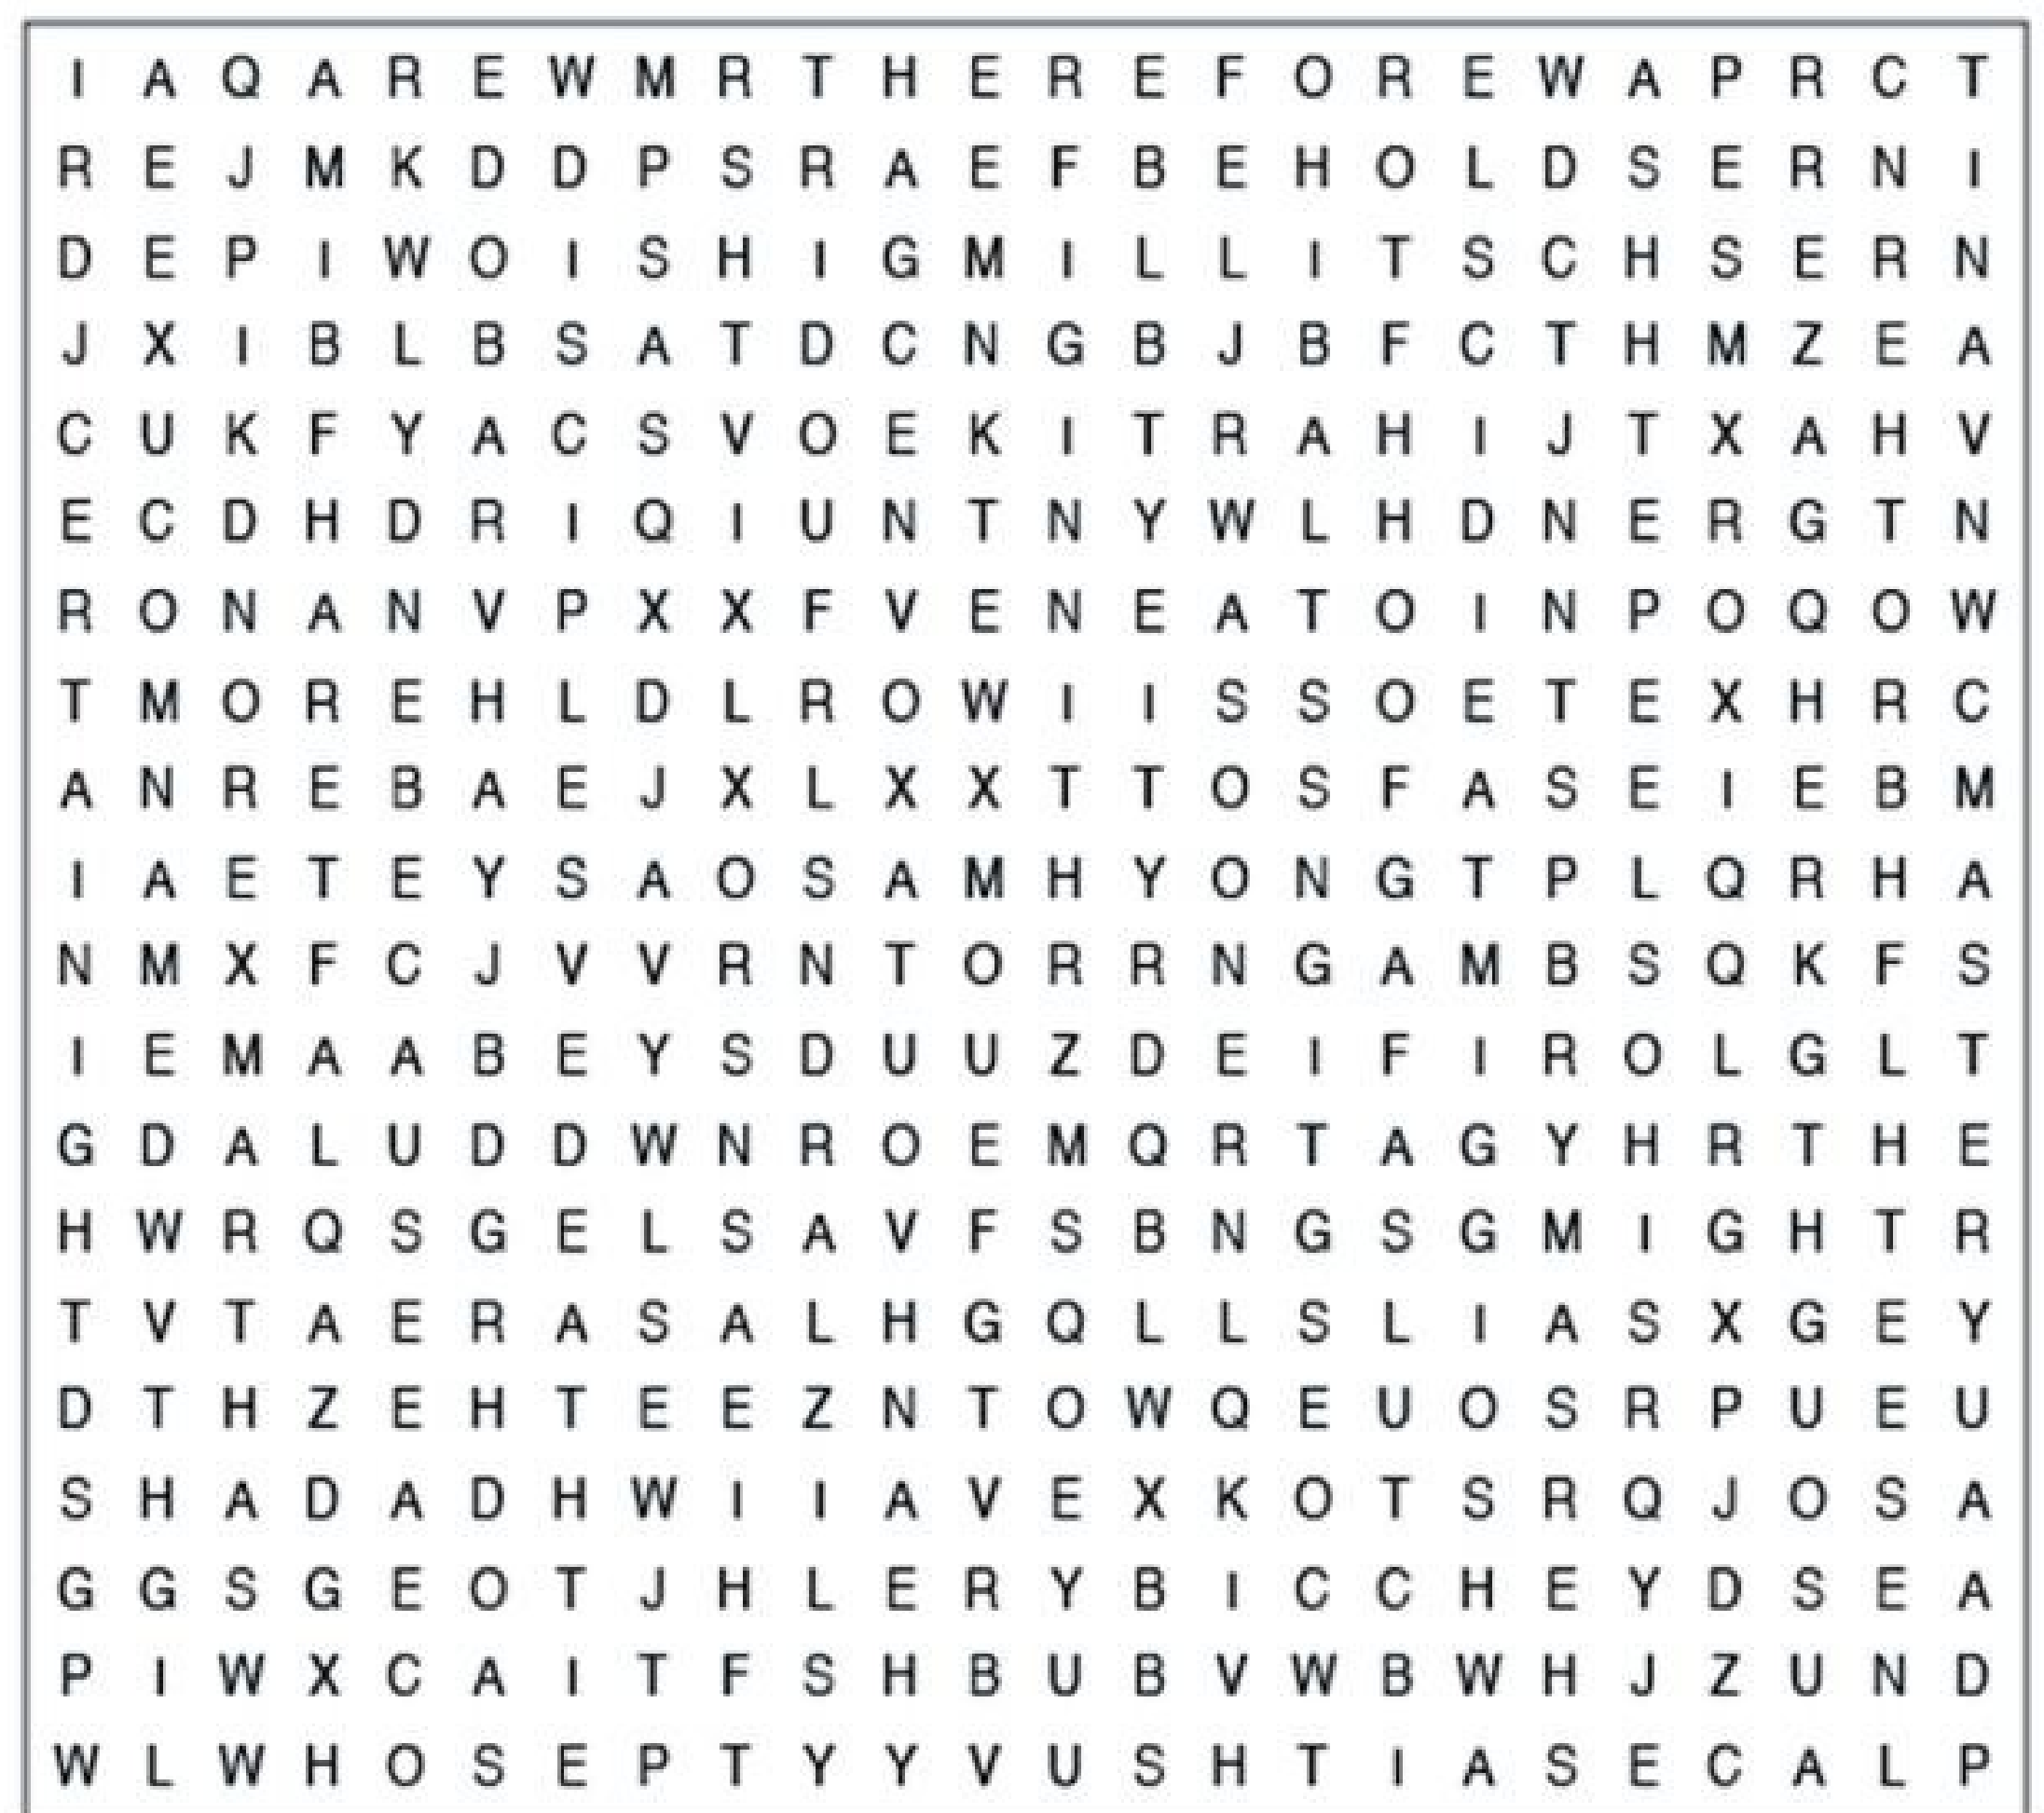 I A Q A R E W M R T H E R E F O R E W A P R C T
R E J M K D D P S R A E F B E H O L D S E R N I
D E P I W O I S H I G M I L L I T S C H S E R N
J X I B L B S A T D C N G B J B F C T H M Z E A
C U K F Y A C S V O E K I T R A H I J T X A H V
E C D H D R I Q I U N T N Y W L H D N E R G T N
R O N A N V P X X F V E N E A T O I N P O Q O W
T M O R E H L D L R O W I I S S O E T E X H R C
A N R E B A E J X L X X T T O S F A S E I E B M
I A E T E Y S A O S A M H Y O N G T P L Q R H A
N M X F C J V V R N T O R R N G A M B S Q K F S
I E M A A B E Y S D U U Z D E I F I R O L G L T
G D A L U D D W N R O E M Q R T A G Y H R T H E
H W R Q S G E L S A V F S B N G S G M I G H T R
T V T A E R A S A L H G Q L L S L I A S X G E Y
D T H Z E H T E E Z N T O W Q E U O S R P U E U
S H A D A D H W I I A V E X K O T S R Q J O S A
G G S G E O T J H L E R Y B I C C H E Y D S E A
P I W X C A I T F S H B U B V W B W H J Z U N D
W L W H O S E P T Y Y V U S H T I A S E C A L P